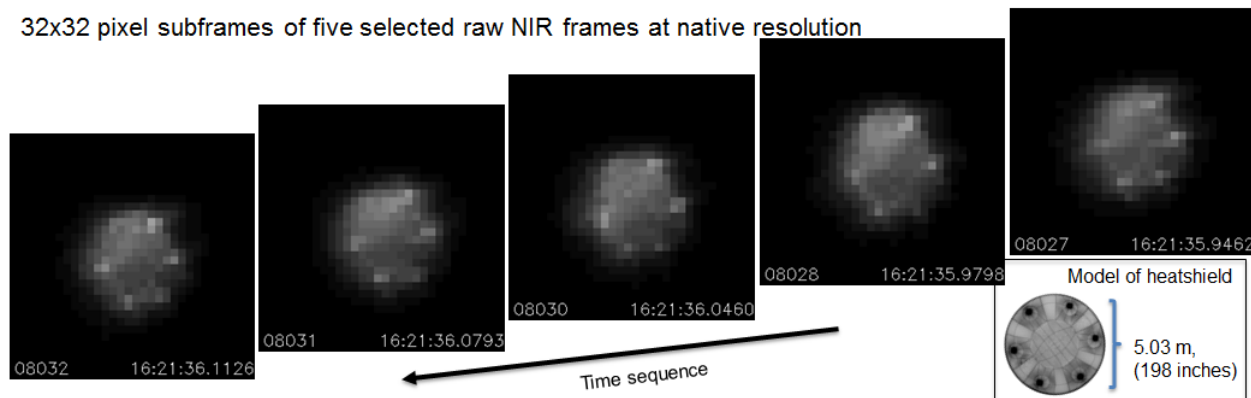 32x32 pixel subframes of five selected raw NIR frames at native resolution
08027 16:21:35.9462
08028 16:21:35.9798
08030 16:21:36.0460
08031 16:21:36.0793
08032 16:21:36.1126
Time sequence
Model of heatshield
5.03 m,
(198 inches)